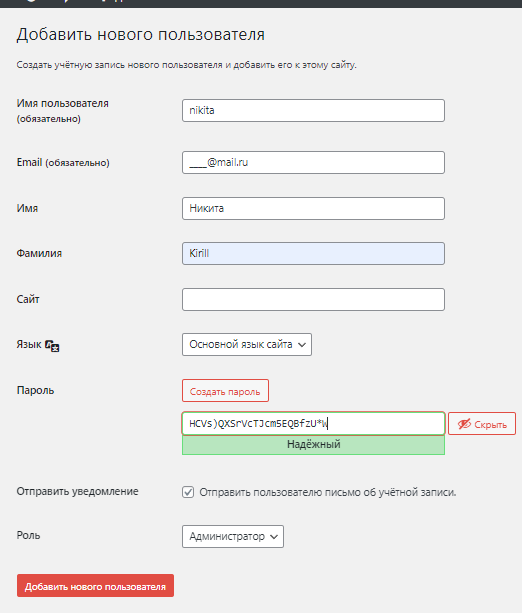 Добавить нового пользователя
Создать учётную запись нового пользователя и добавить его к этому сайту.
Имя пользователя
(обязательно)
nikita
Email (обязательно)
___@mail.ru
Имя
Никита
Фамилия
Kirill
Сайт
Язык
Основной язык сайта
Пароль
Создать пароль
HCVs)QXSrVcTJcm5EQBfzU*W
Скрыть
Надёжный
Отправить уведомление
Отправить пользователю письмо об учётной записи.
Роль
Администратор
Добавить нового пользователя